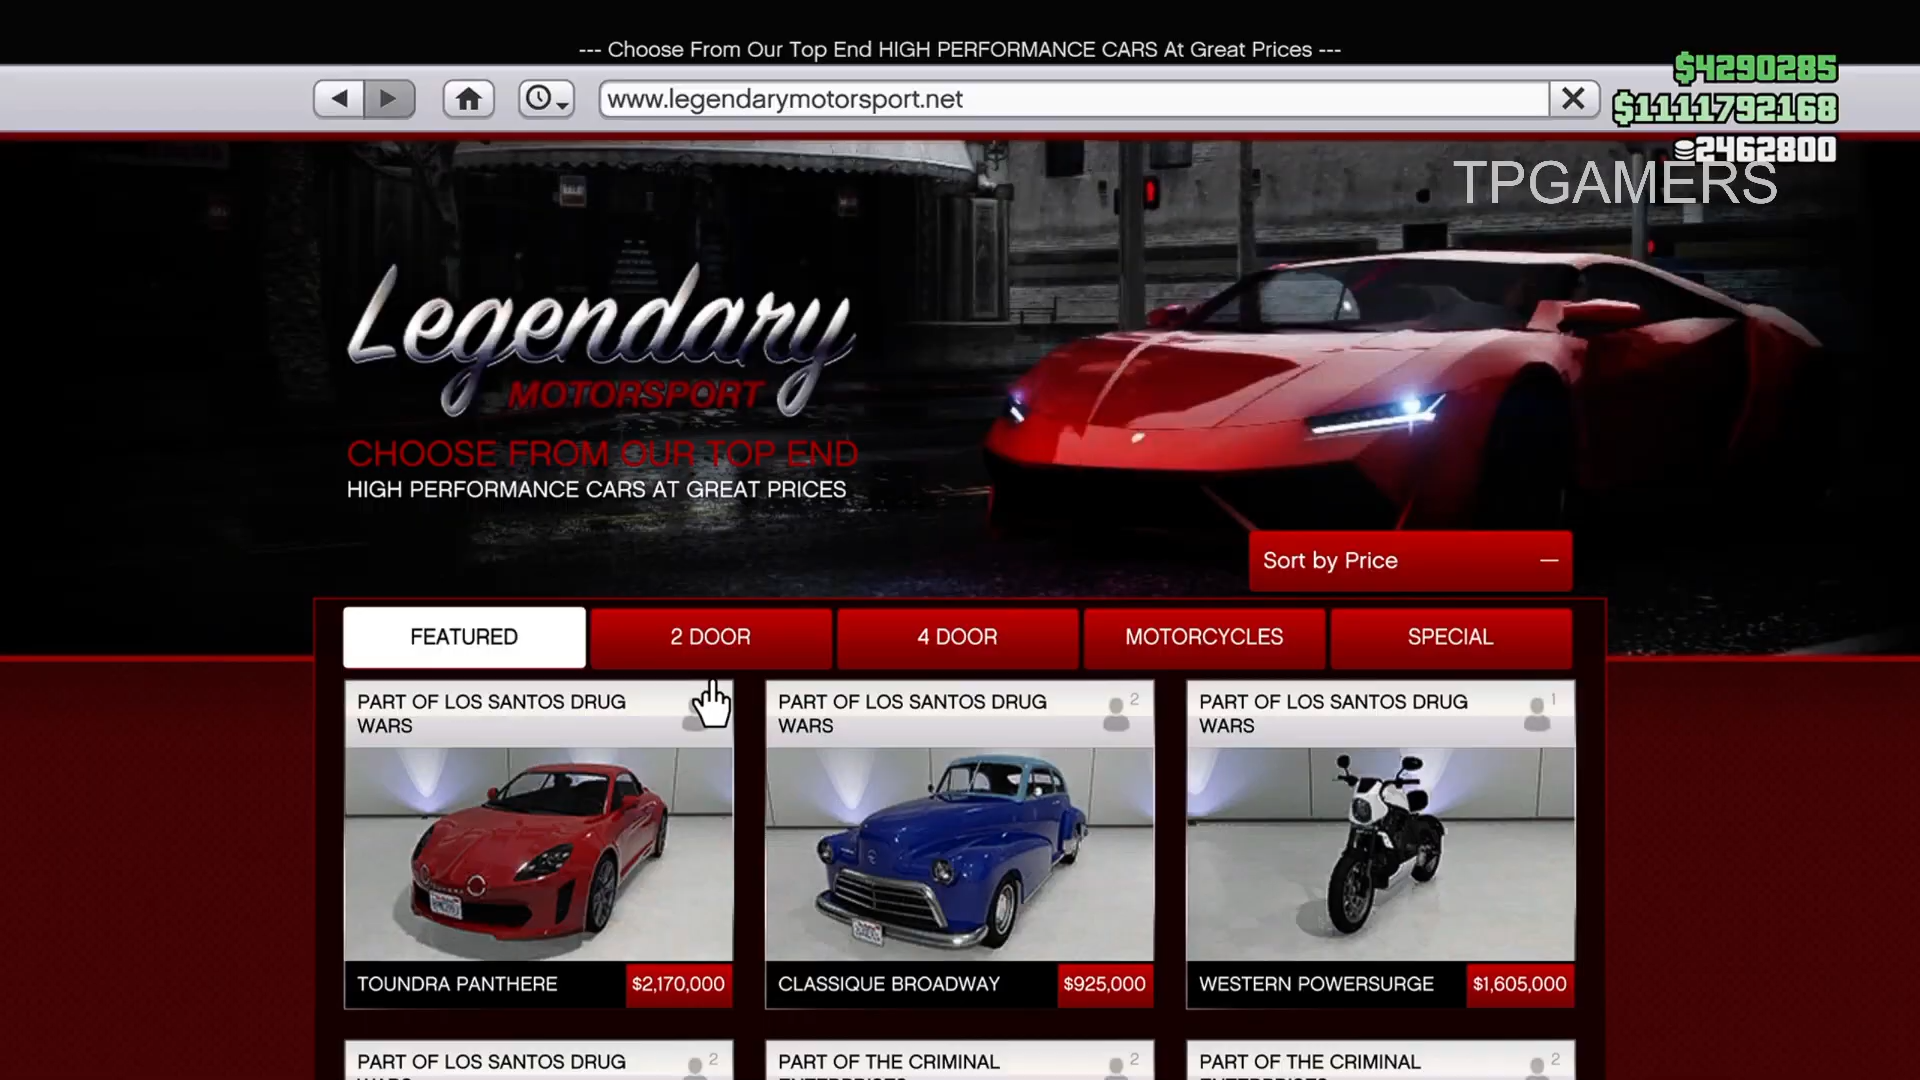 --- Choose From Our Top End HIGH PERFORMANCE CARS At Great Prices ---
www.legendarymotorsport.net
$4290285
$1111792168
2462800
TPGAMERS
Legendary
MOTORSPORT
CHOOSE FROM OUR TOP END
HIGH PERFORMANCE CARS AT GREAT PRICES
Sort by Price
FEATURED
2 DOOR
4 DOOR
MOTORCYCLES
SPECIAL
PART OF LOS SANTOS DRUG
WARS
PART OF LOS SANTOS DRUG
WARS
2
PART OF LOS SANTOS DRUG
WARS
1
TOUNDRA PANTHERE
$2,170,000
CLASSIQUE BROADWAY
$925,000
WESTERN POWERSURGE
$1,605,000
PART OF LOS SANTOS DRUG
WARS
2
PART OF THE CRIMINAL
ENTERPRISES
2
PART OF THE CRIMINAL
ENTERPRISES
2